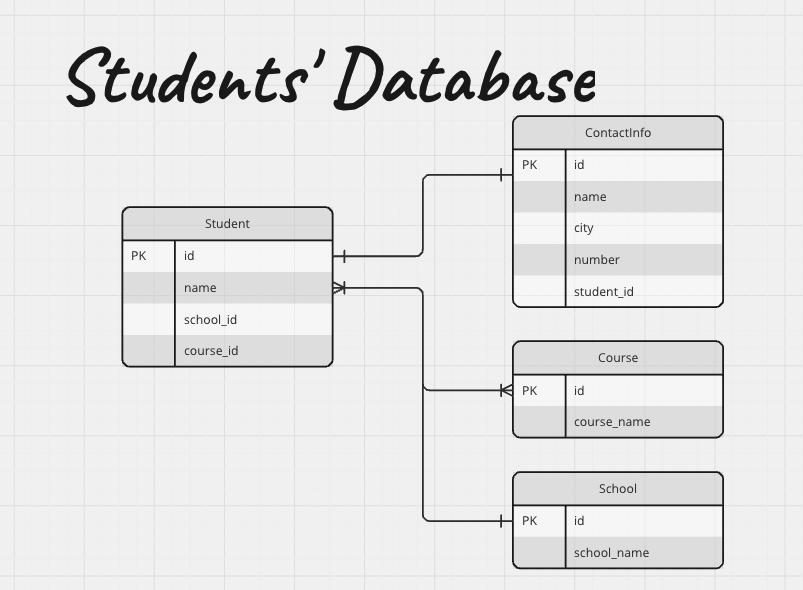 Students' Database
Student
PK id
name
school_id
course_id
ContactInfo
PK id
name
city
number
student_id
Course
PK id
course_name
School
PK id
school_name